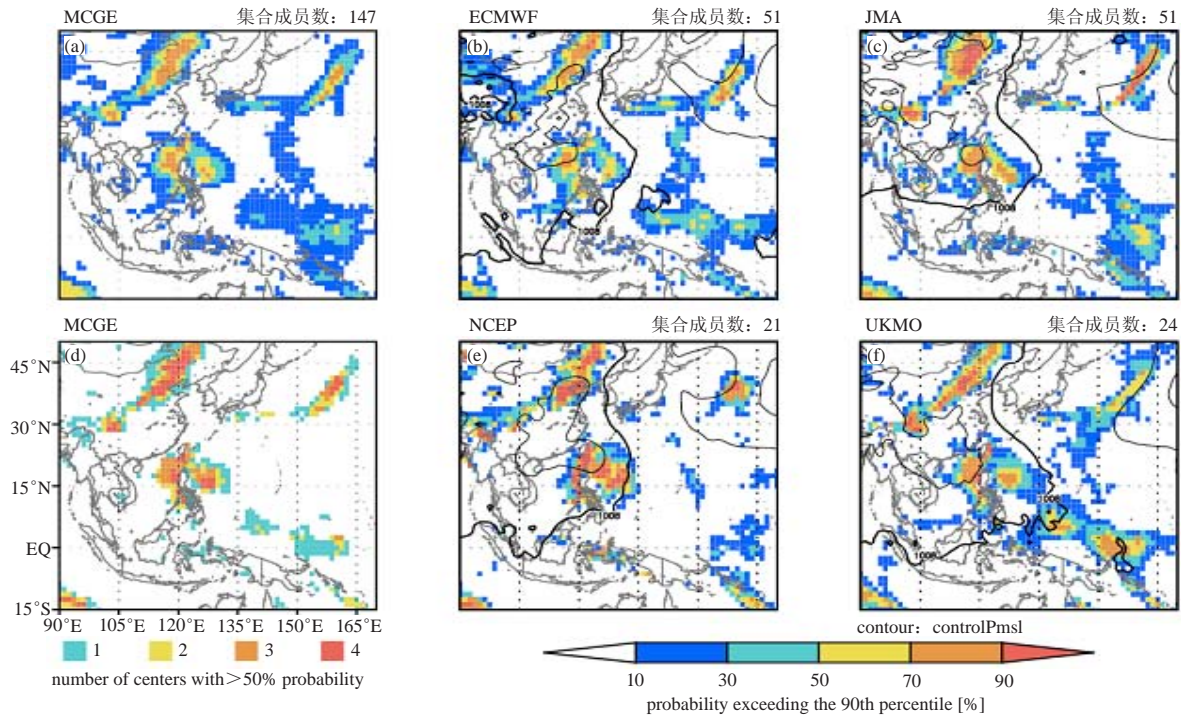 MCGE 集合成员数：147
ECMWF 集合成员数：51
JMA 集合成员数：51
(a)
(b)
(c)
1008
1008
1008
MCGE
NCEP 集合成员数：21
UKMO 集合成员数：24
(d)
(e)
(f)
45°N
30°N
15°N
EQ
15°S
1008
1008
1008
90°E 105°E 120°E 135°E 150°E 165°E
contour：controlPmsl
1 2 3 4
number of centers with＞50% probability
10 30 50 70 90
probability exceeding the 90th percentile [%]